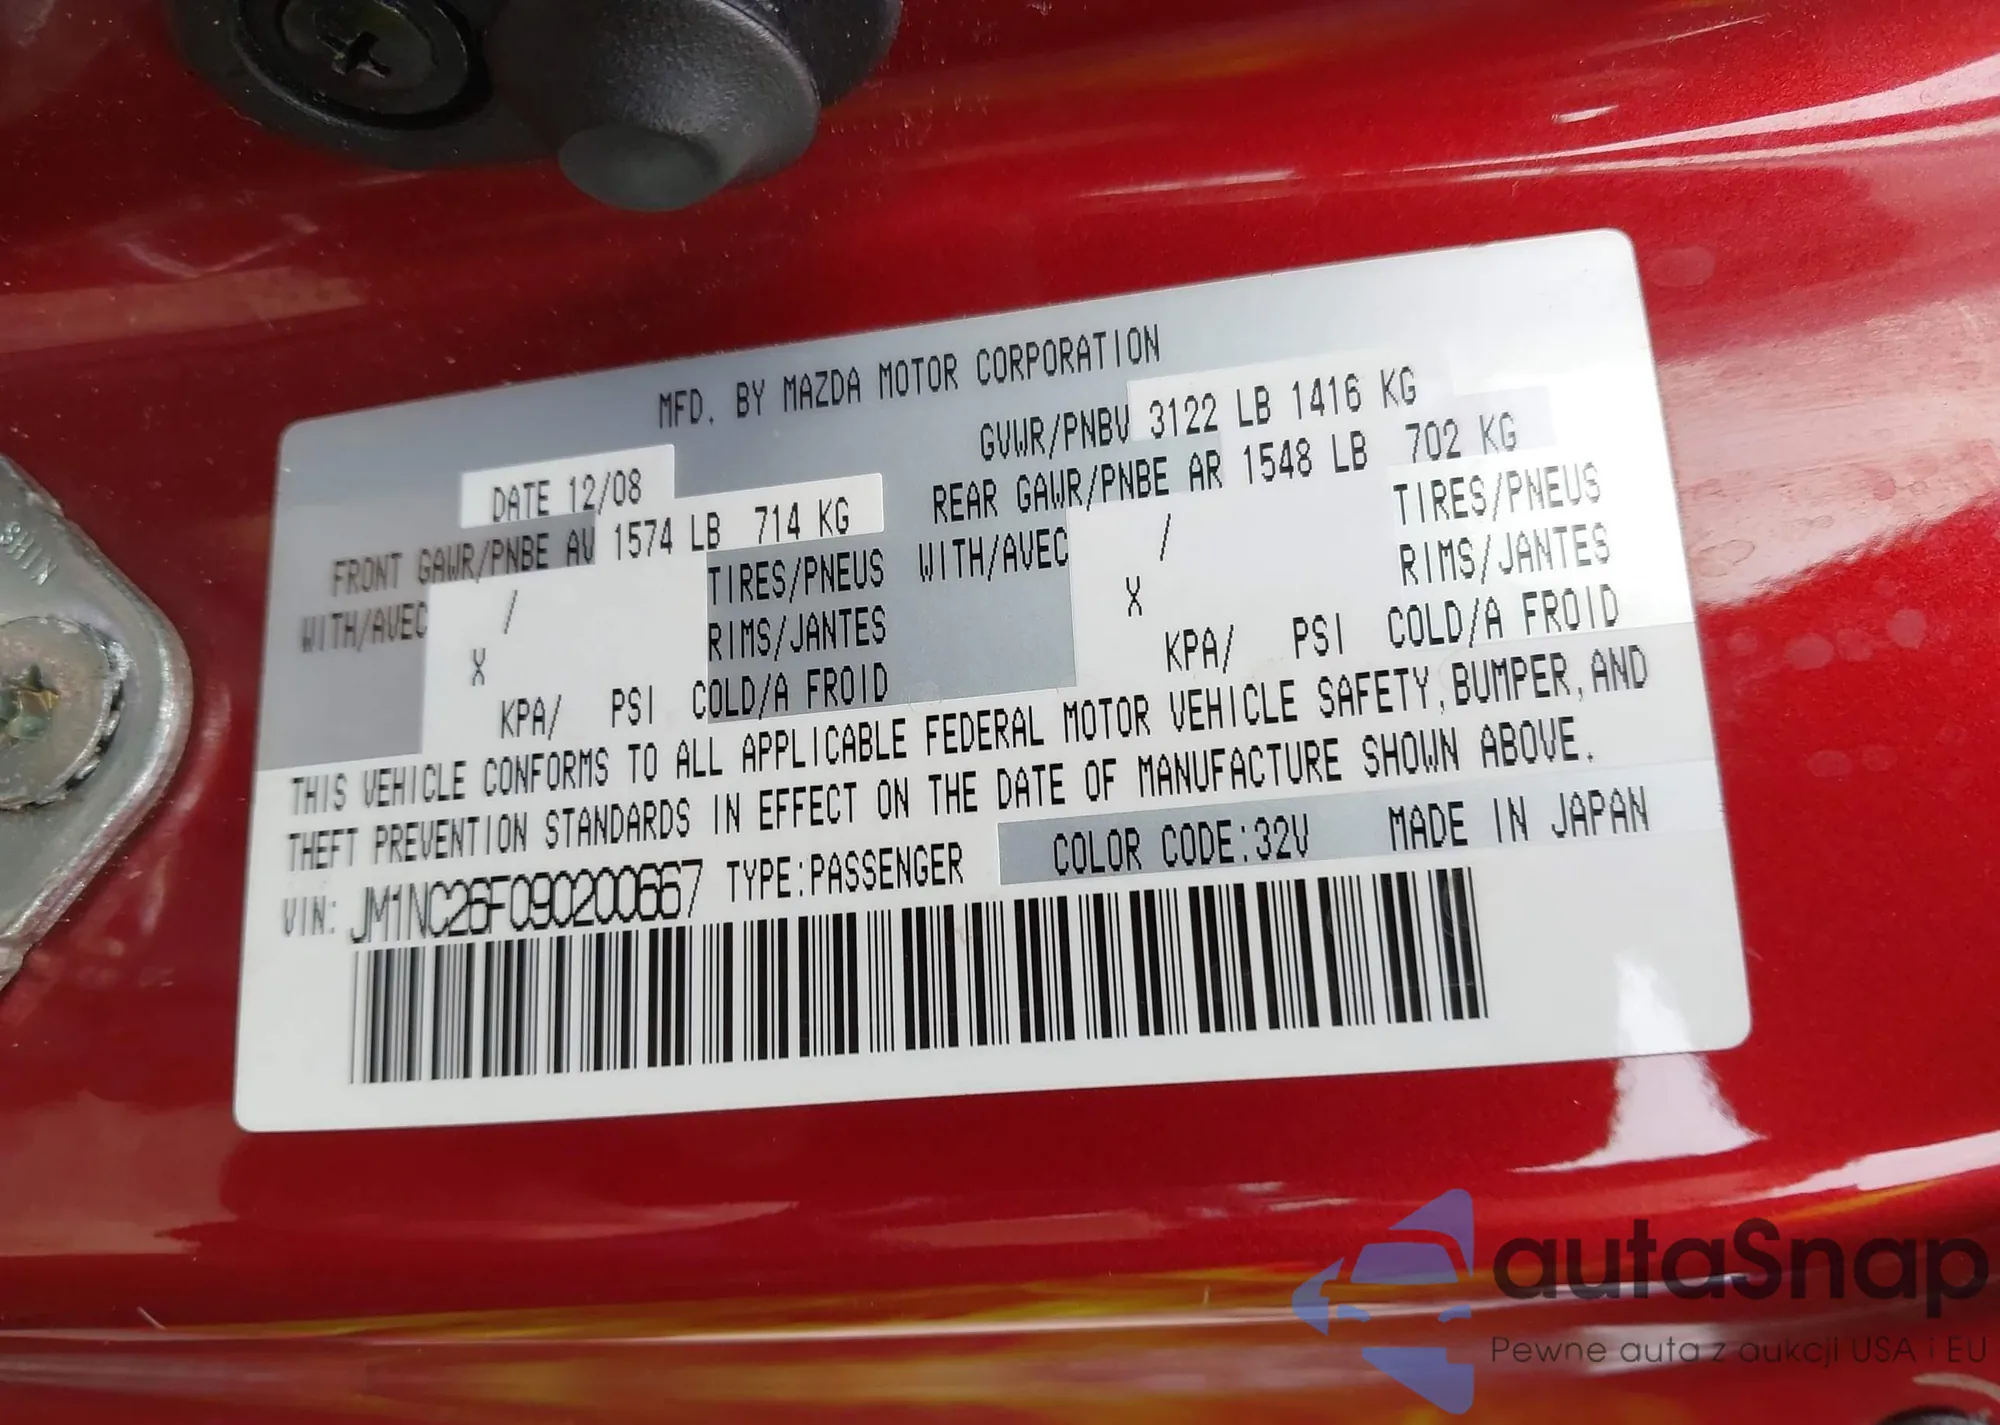 MFD. BY MAZDA MOTOR CORPORATION
DATE 12/08
GVWR/PNBV 3122 LB 1416 KG
FRONT GAWR/PNBE AV 1574 LB 714 KG
REAR GAWR/PNBE AR 1548 LB 702 KG
WITH/AVEC / TIRES/PNEUS
WITH/AVEC / TIRES/PNEUS
X RIMS/JANTES
X RIMS/JANTES
KPA/ PSI COLD/A FROID
KPA/ PSI COLD/A FROID
THIS VEHICLE CONFORMS TO ALL APPLICABLE FEDERAL MOTOR VEHICLE SAFETY, BUMPER, AND
THEFT PREVENTION STANDARDS IN EFFECT ON THE DATE OF MANUFACTURE SHOWN ABOVE.
VIN: JM1NC26F090200667 TYPE:PASSENGER COLOR CODE:32V MADE IN JAPAN
SHIN
autaSnap
Pewne auta z aukcji USA i EU